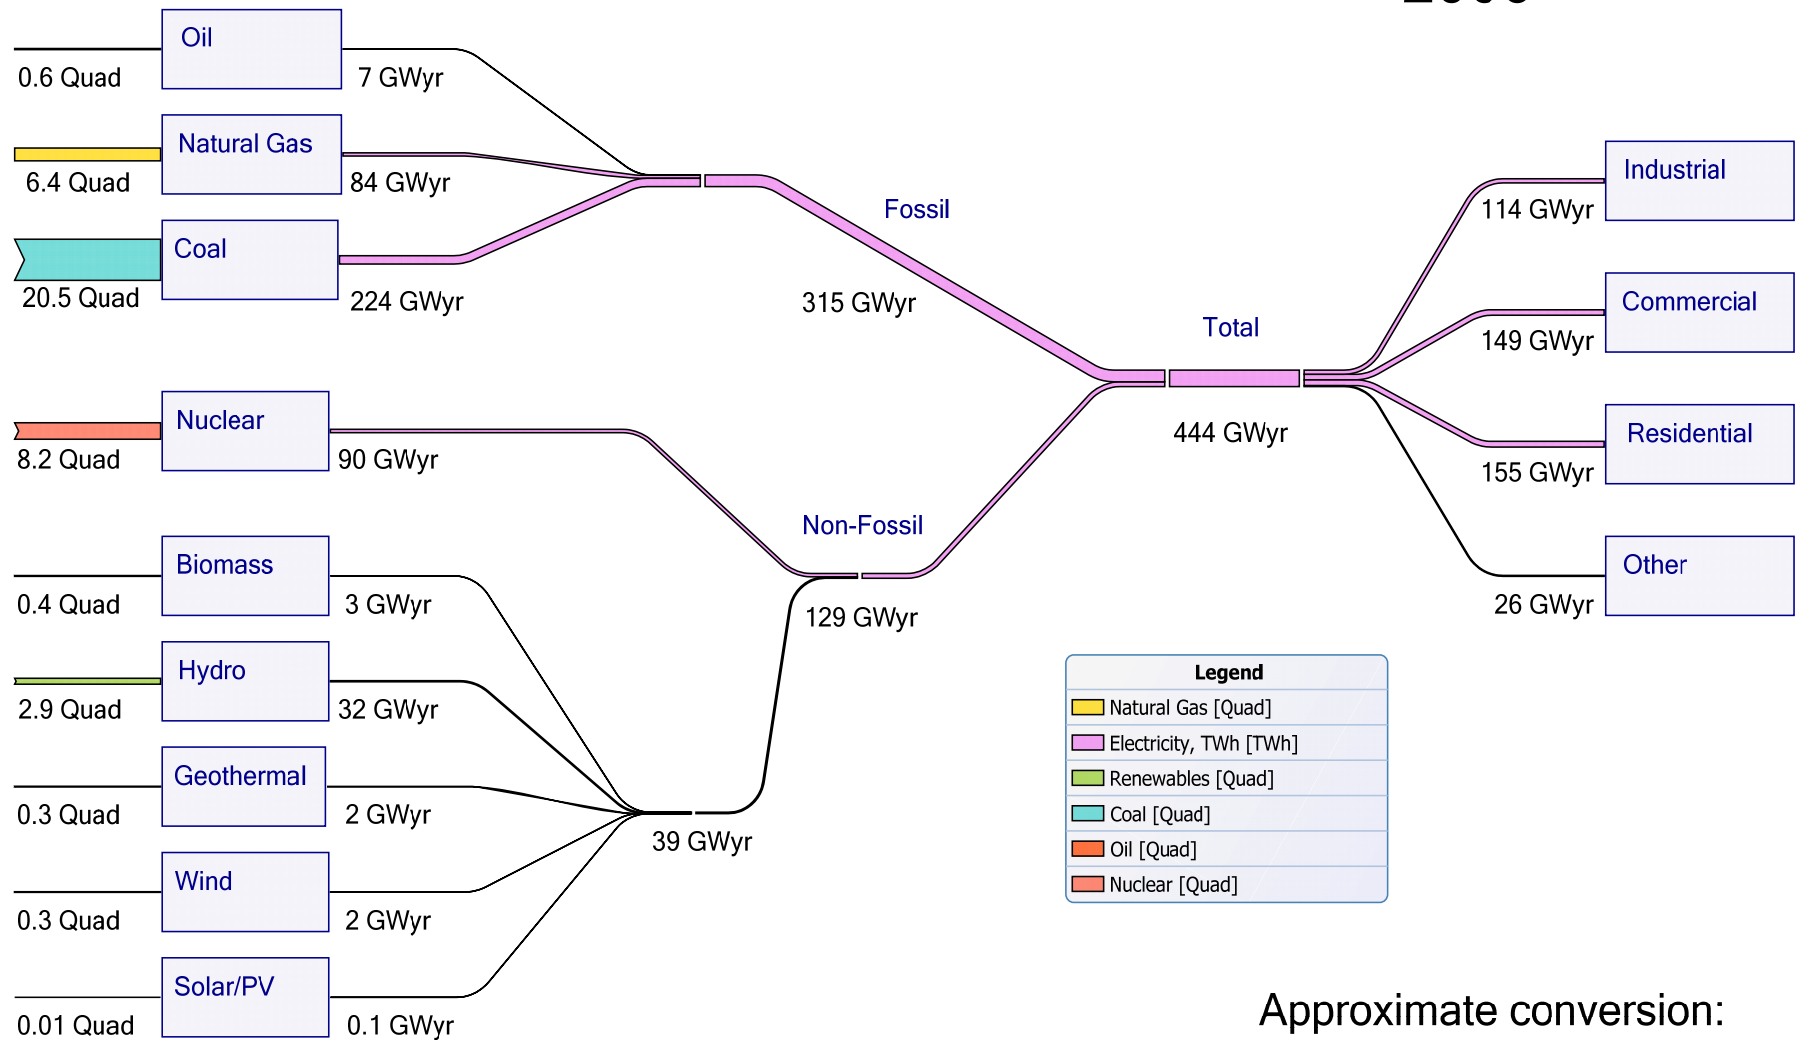 Oil
0.6 Quad
7 GWyr
Natural Gas
6.4 Quad
84 GWyr
Coal
20.5 Quad
224 GWyr
Nuclear
8.2 Quad
90 GWyr
Biomass
0.4 Quad
3 GWyr
Hydro
2.9 Quad
32 GWyr
Geothermal
0.3 Quad
2 GWyr
Wind
0.3 Quad
2 GWyr
Solar/PV
0.01 Quad
0.1 GWyr
39 GWyr
Fossil
315 GWyr
Non-Fossil
129 GWyr
Total
444 GWyr
Industrial
114 GWyr
Commercial
149 GWyr
Residential
155 GWyr
Other
26 GWyr
Legend
Natural Gas [Quad]
Electricity, TWh [TWh]
Renewables [Quad]
Coal [Quad]
Oil [Quad]
Nuclear [Quad]
Approximate conversion: